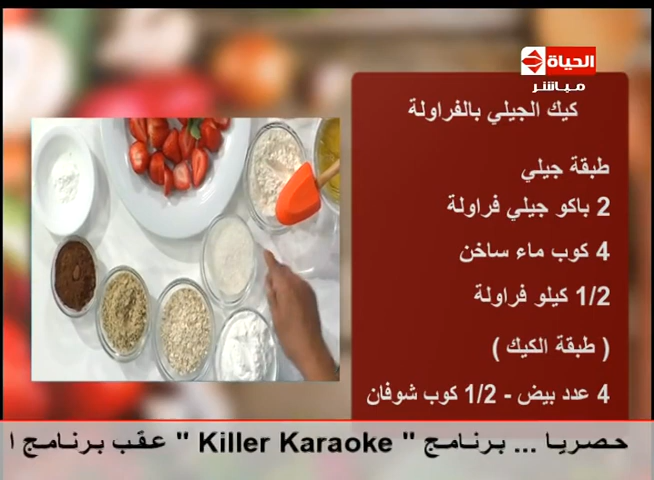 الحياة
مباشر
كيك الجيلي بالفراولة
طبقة جيلي
2 باكو جيلي فراولة
4 كوب ماء ساخن
1/2 كيلو فراولة
( طبقة الكيك )
4 عدد بيض - 1/2 كوب شوفان
حصريا ... برنامج " Killer Karaoke " عقب برنامج ا